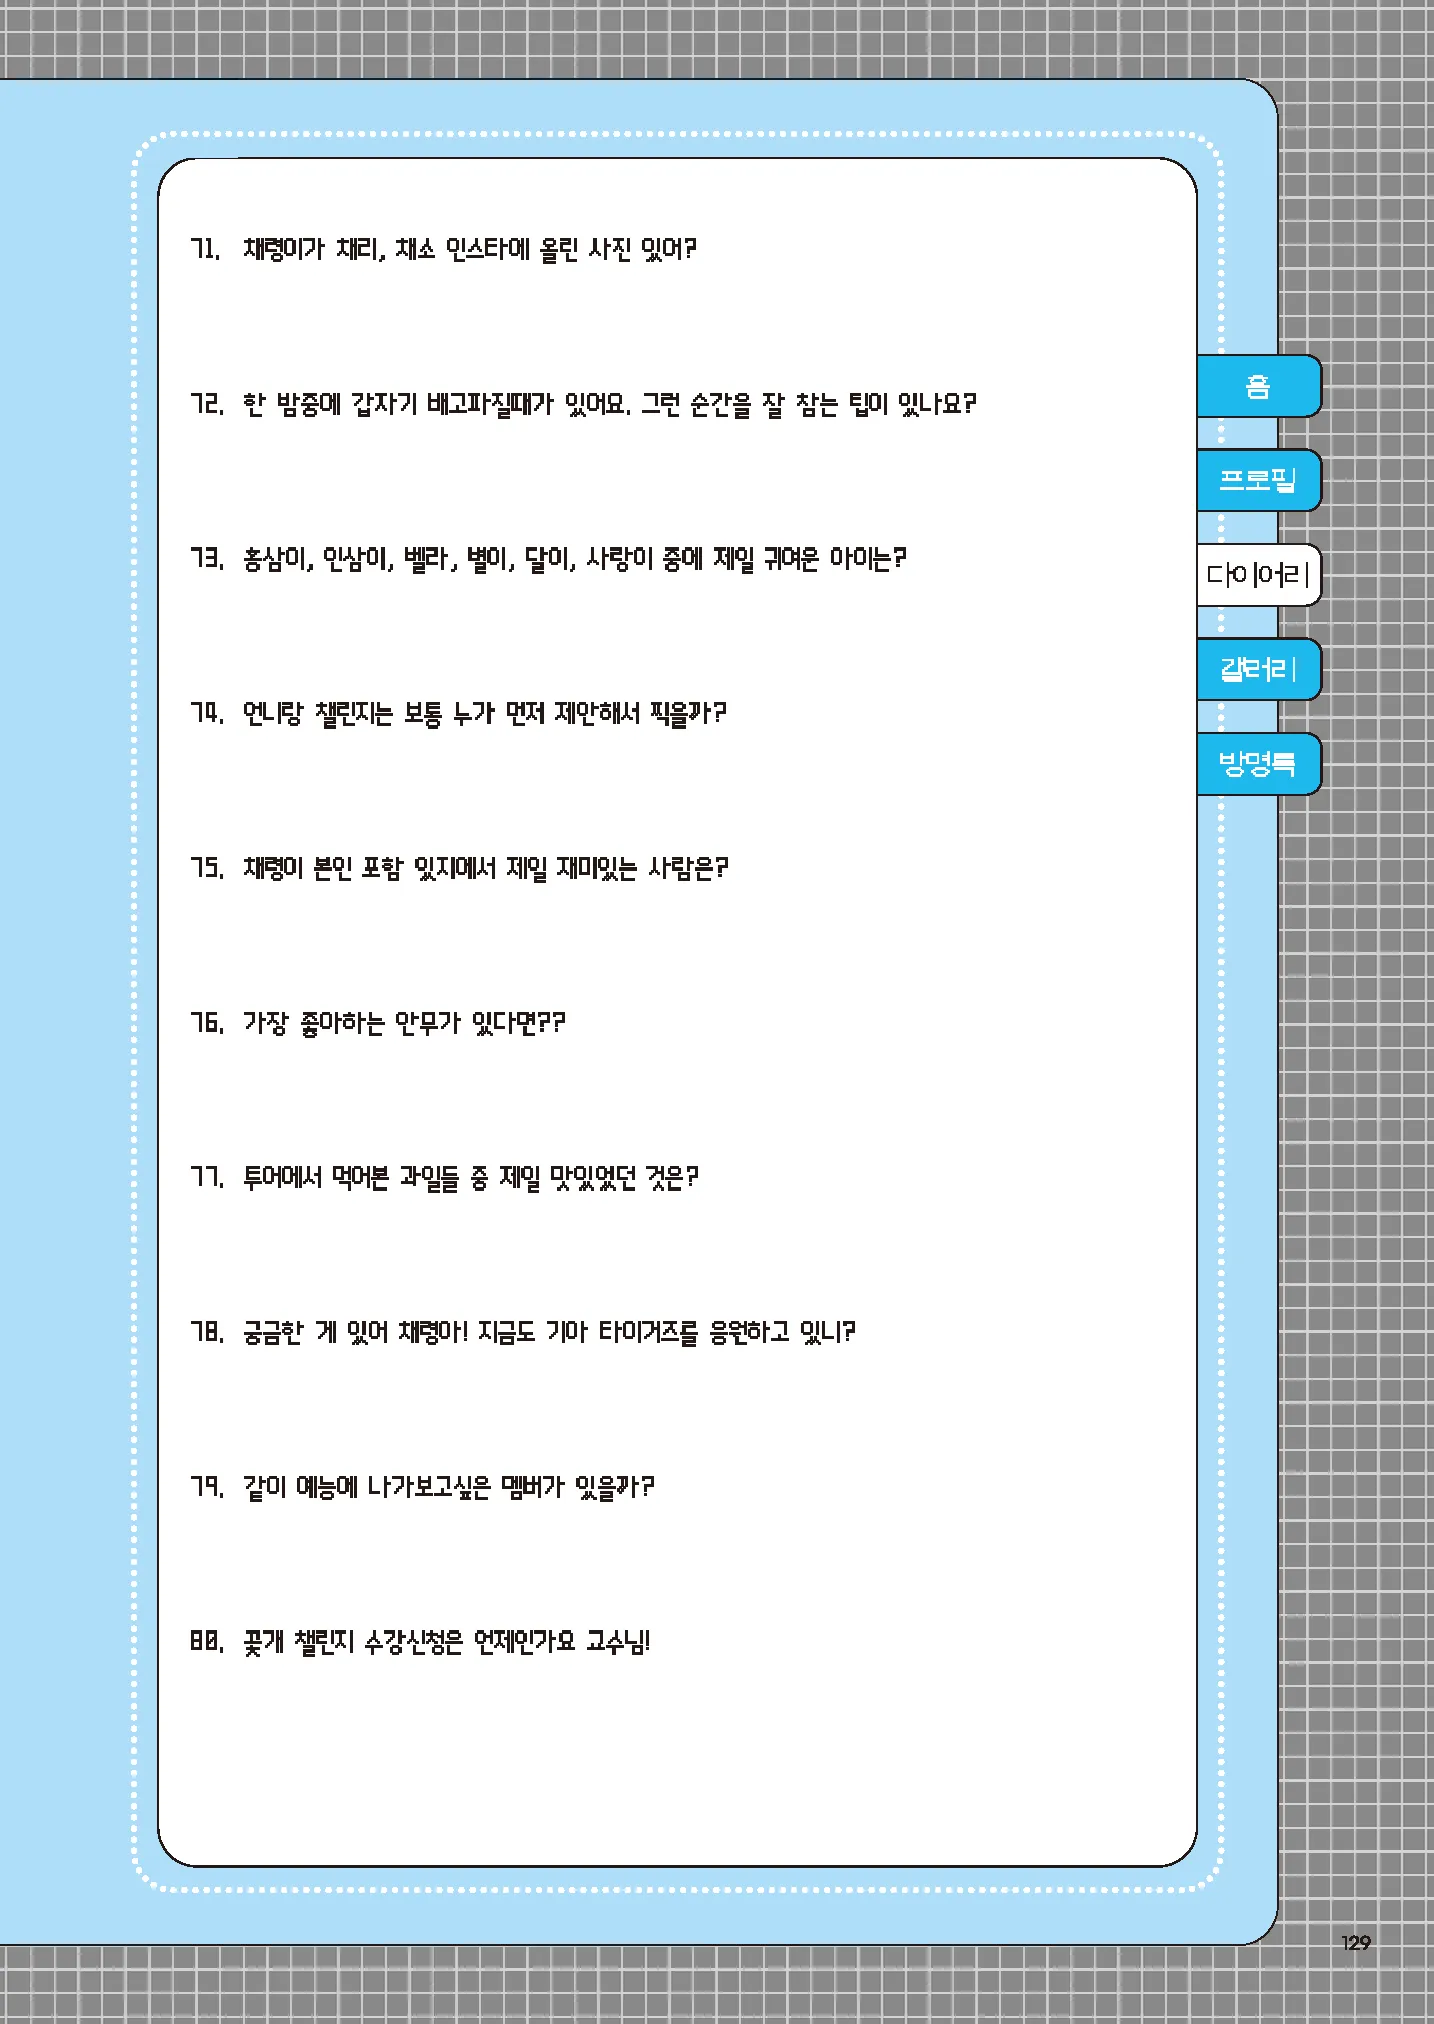 71. 채령이가 채리, 채소 인스타에 올린 사진 있어?
72. 한 밤중에 갑자기 배고파질때가 있어요. 그런 순간을 잘 참는 팁이 있나요?
73. 홍삼이, 인삼이, 벨라, 별이, 달이, 사랑이 중에 제일 귀여운 아이는?
74. 언니랑 챌린지는 보통 누가 먼저 제안해서 찍을까?
75. 채령이 본인 포함 있지에서 제일 재미있는 사람은?
76. 가장 좋아하는 안무가 있다면??
77. 투어에서 먹어본 과일들 중 제일 맛있었던 것은?
78. 궁금한 게 있어 채령아! 지금도 기아 타이거즈를 응원하고 있니?
79. 같이 예능에 나가보고싶은 멤버가 있을까?
80. 꽃게 챌린지 수강신청은 언제인가요 교수님!
홈
프로필
다이어리
갤러리
방명록
129